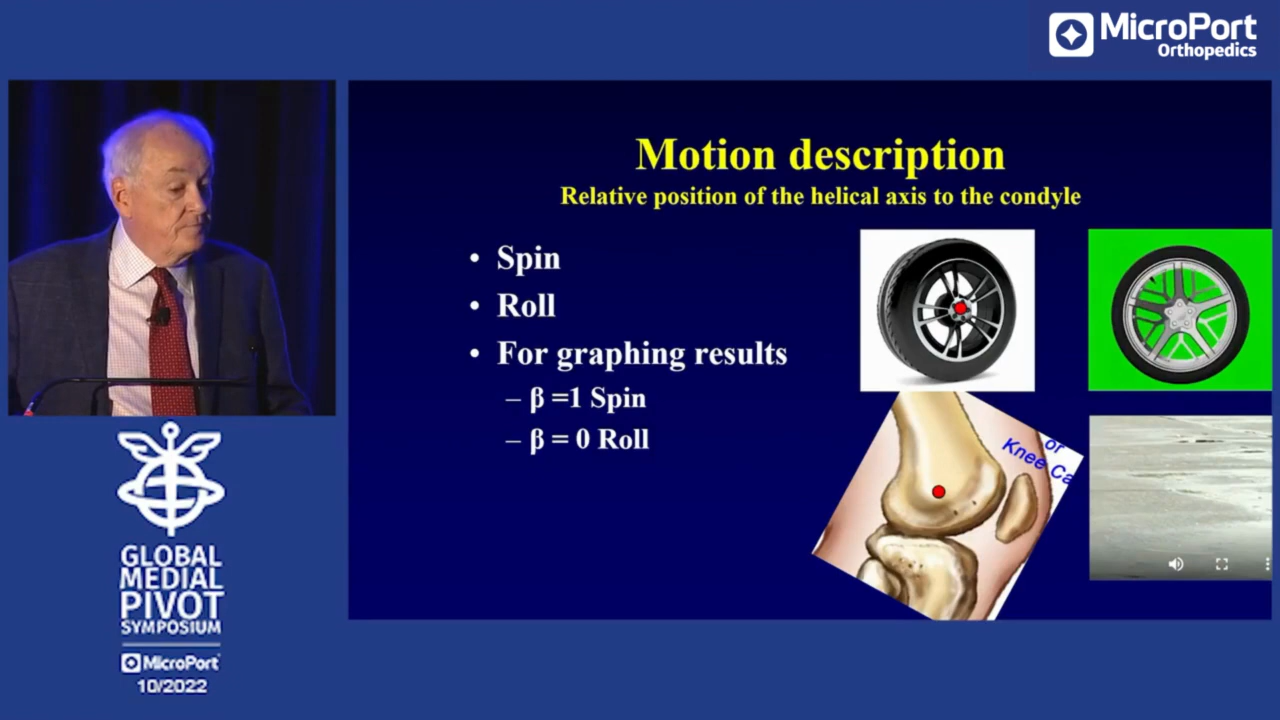 MicroPort
Orthopedics
Motion description
Relative position of the helical axis to the condyle
• Spin
• Roll
• For graphing results
– β =1 Spin
– β = 0 Roll
or
Knee Ca
GLOBAL
MEDIAL
PIVOT
SYMPOSIUM
MicroPort
10/2022